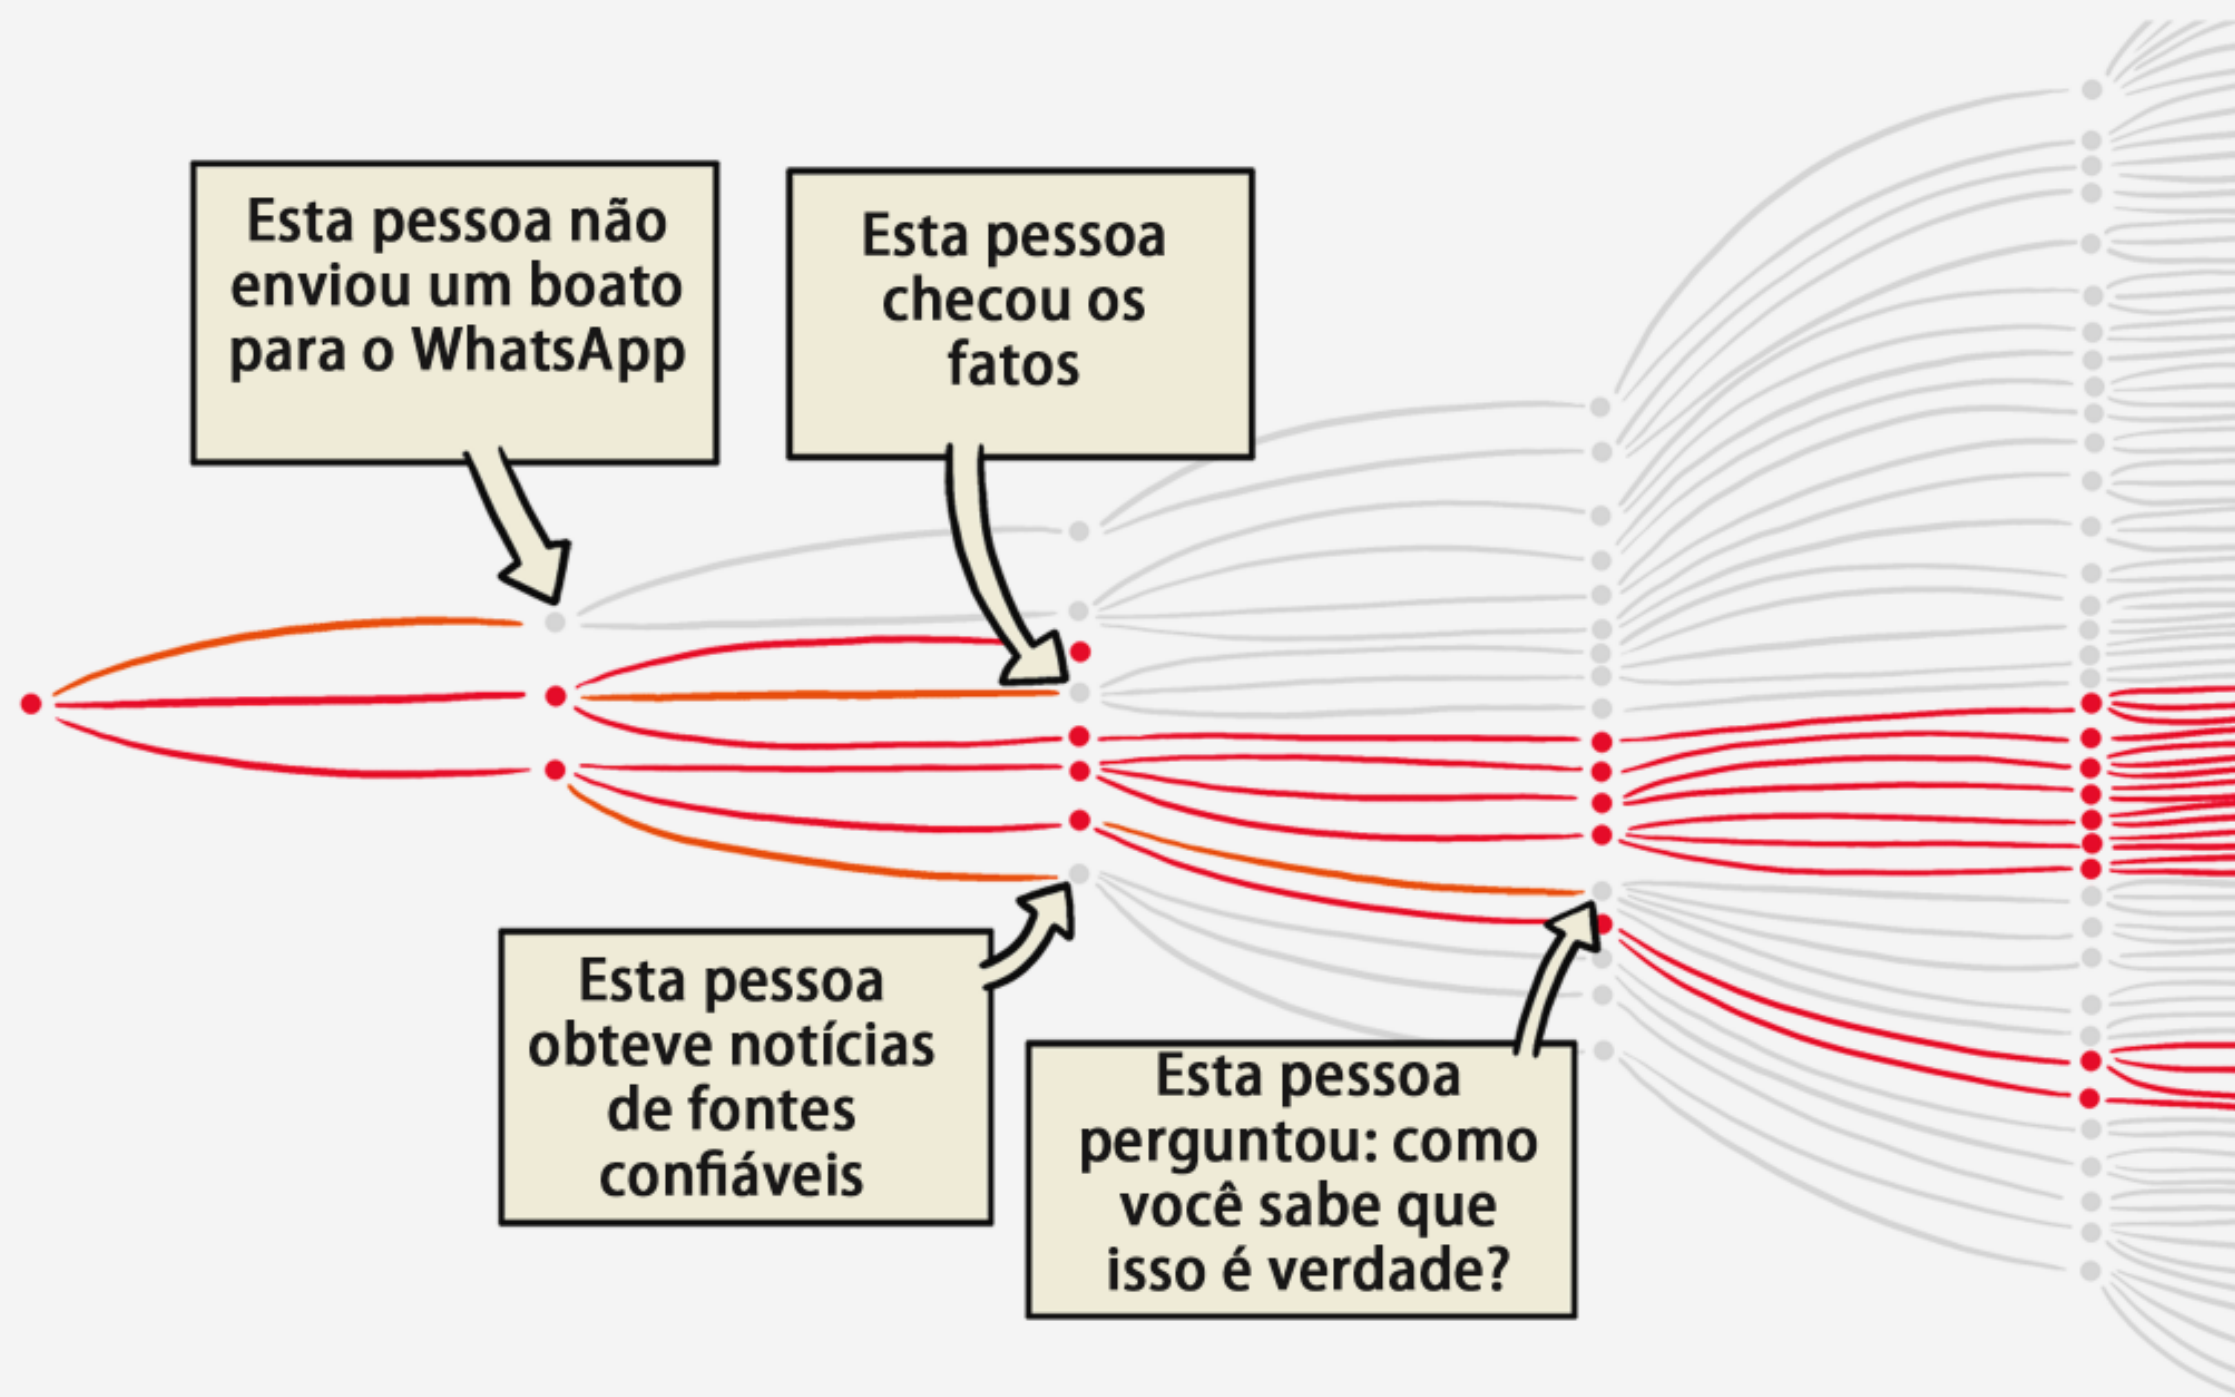 Esta pessoa não
enviou um boato
para o WhatsApp
Esta pessoa
checou os
fatos
Esta pessoa
obteve notícias
de fontes
confiáveis
Esta pessoa
perguntou: como
você sabe que
isso é verdade?